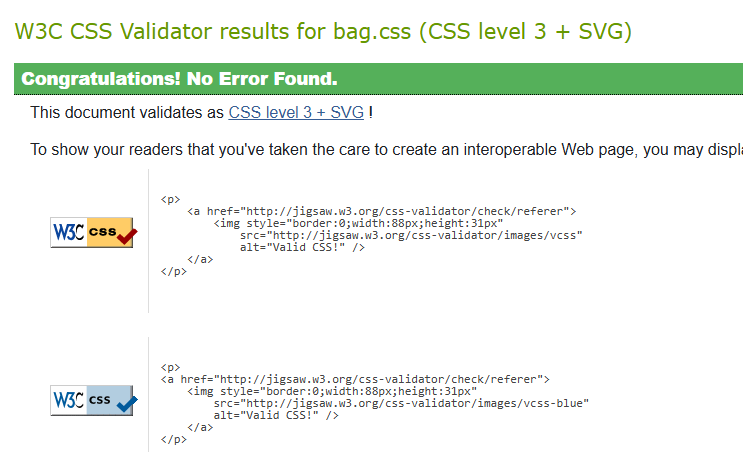 W3C CSS Validator results for bag.css (CSS level 3 + SVG)
Congratulations! No Error Found.
This document validates as CSS level 3 + SVG !
To show your readers that you've taken the care to create an interoperable Web page, you may
W3C css
<p>
    <a href="http://jigsaw.w3.org/css-validator/check/referer">
        <img style="border:0;width:88px;height:31px"
            src="http://jigsaw.w3.org/css-validator/images/vcss"
            alt="Valid CSS!" />
    </a>
</p>
W3C css
<p>
<a href="http://jigsaw.w3.org/css-validator/check/referer">
    <img style="border:0;width:88px;height:31px"
        src="http://jigsaw.w3.org/css-validator/images/vcss-blue"
        alt="Valid CSS!" />
    </a>
</p>